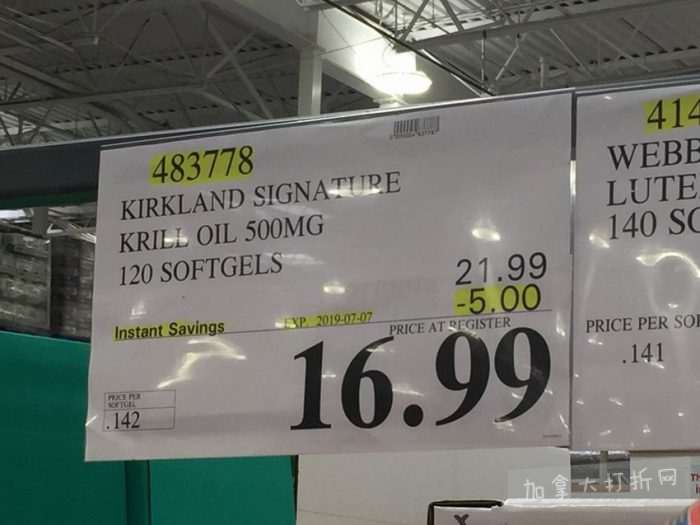 483778
KIRKLAND SIGNATURE
KRILL OIL 500MG
120 SOFTGELS
21.99
-5.00
Instant Savings
EXP. 2019-07-07
PRICE AT REGISTER
16.99
PRICE PER
SOFTGEL
.142
414
WEBB
LUTE
140 SO
PRICE PER SO
.141
加拿大打折网